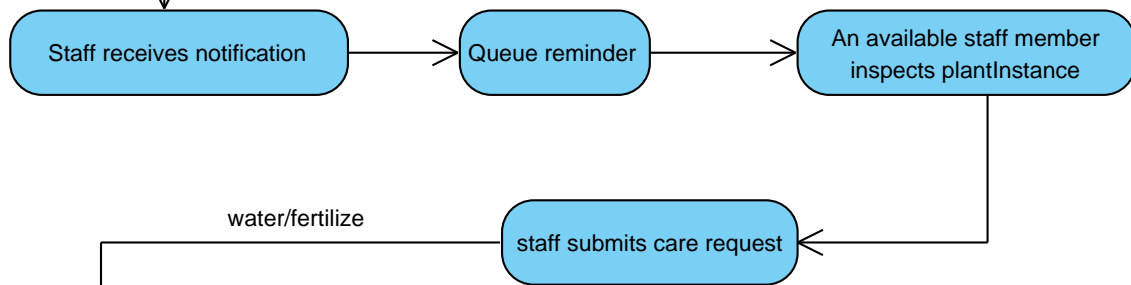 Staff receives notification
Queue reminder
An available staff member
inspects plantInstance
water/fertilize
staff submits care request